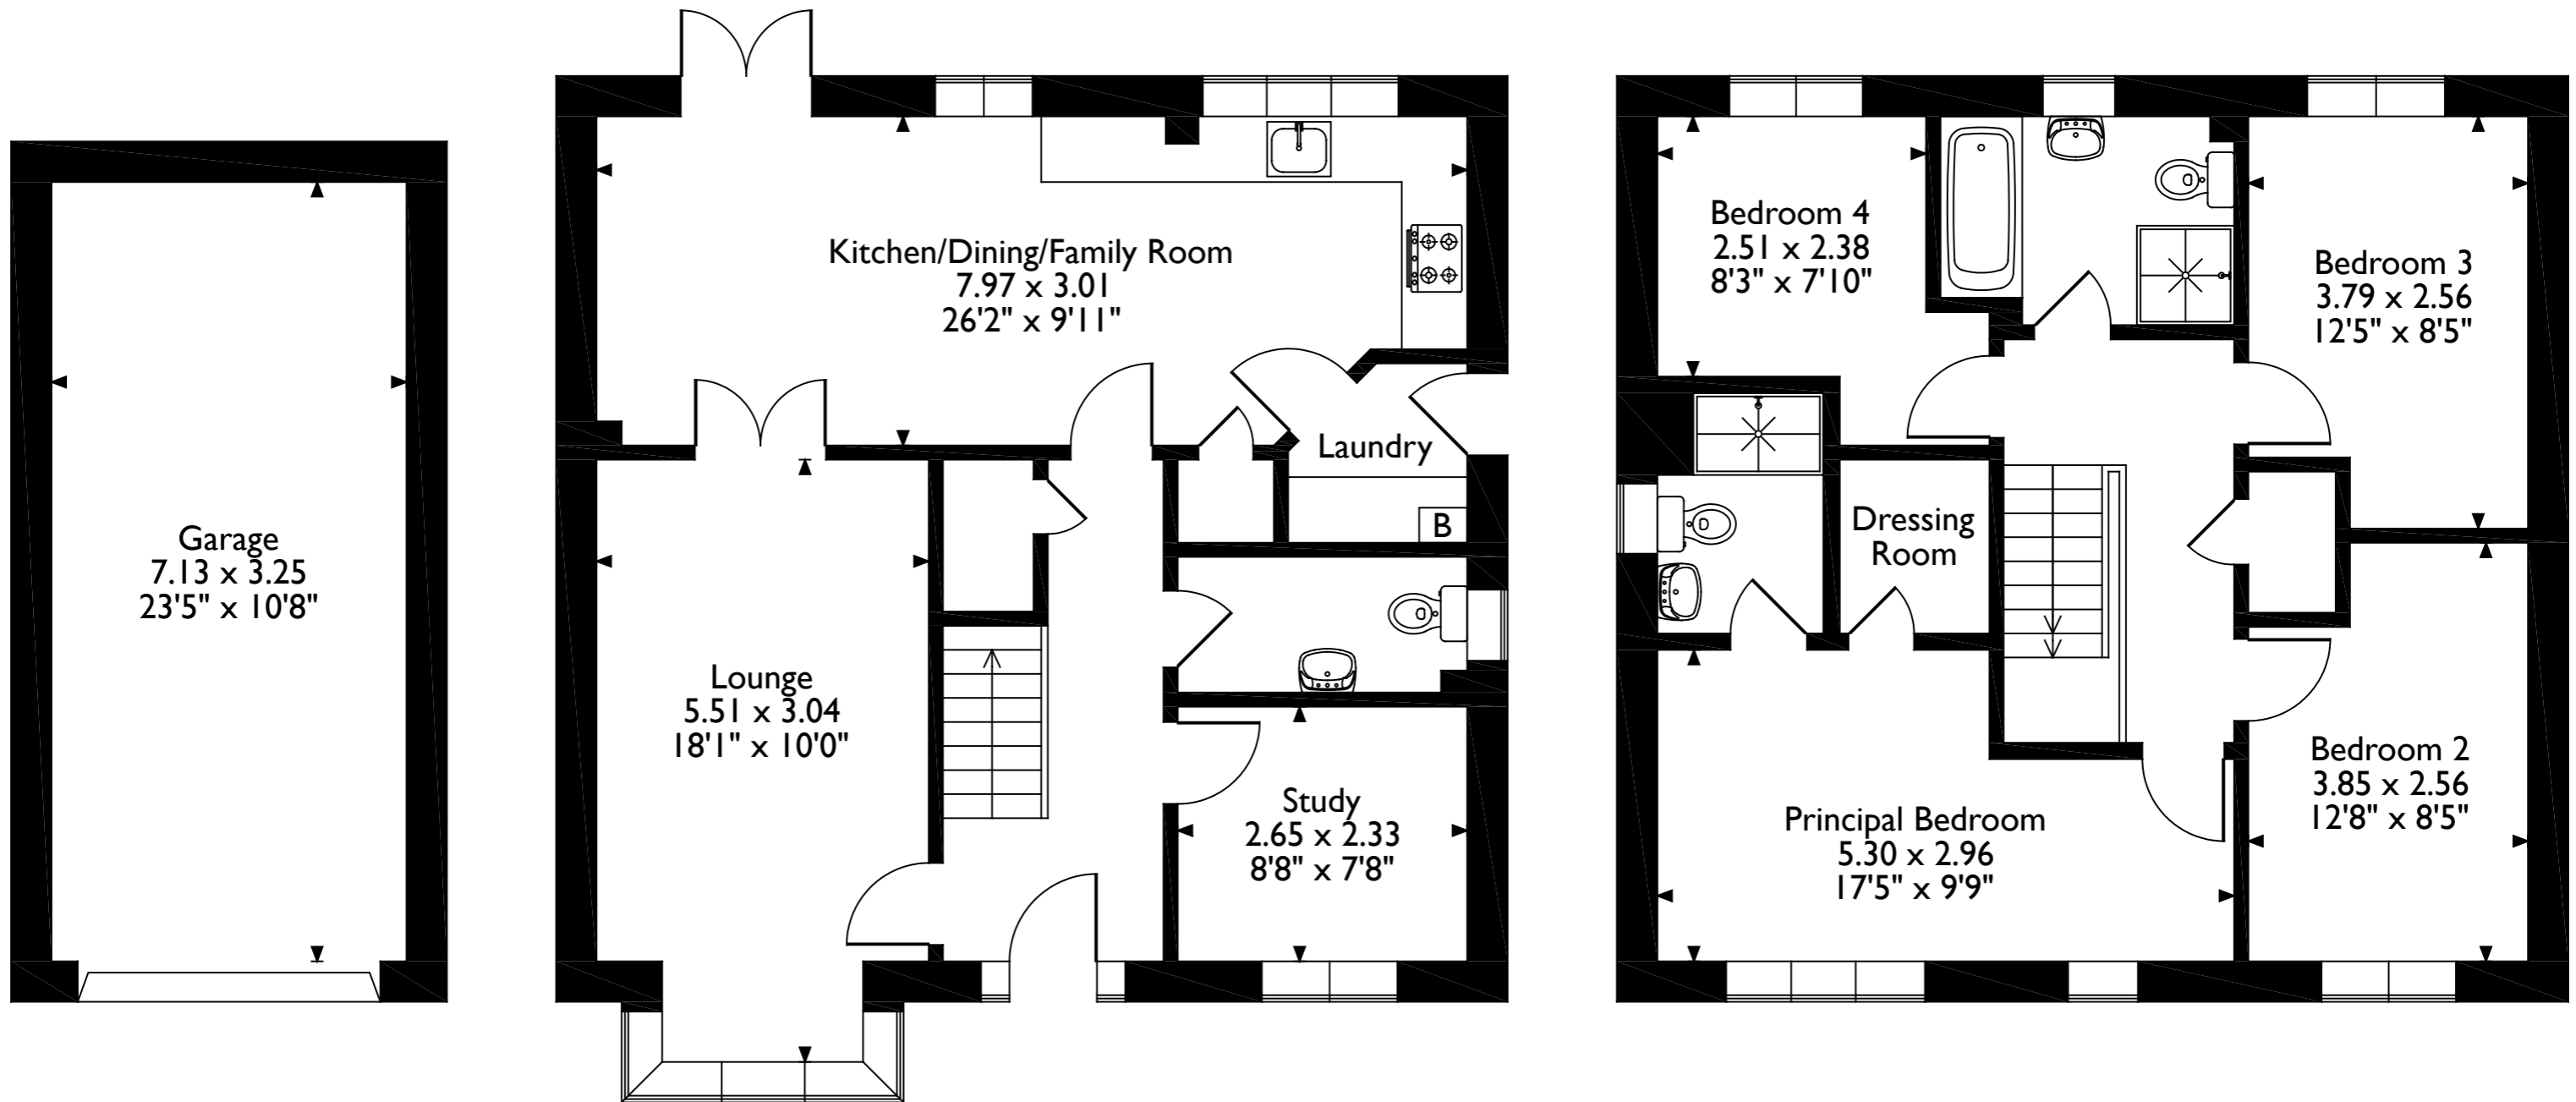 Garage
7.13 x 3.25
23'5" x 10'8"
Kitchen/Dining/Family Room
7.97 x 3.01
26'2" x 9'11"
Laundry
B
Lounge
5.51 x 3.04
18'1" x 10'0"
Study
2.65 x 2.33
8'8" x 7'8"
Bedroom 4
2.51 x 2.38
8'3" x 7'10"
Bedroom 3
3.79 x 2.56
12'5" x 8'5"
Dressing
Room
Principal Bedroom
5.30 x 2.96
17'5" x 9'9"
Bedroom 2
3.85 x 2.56
12'8" x 8'5"